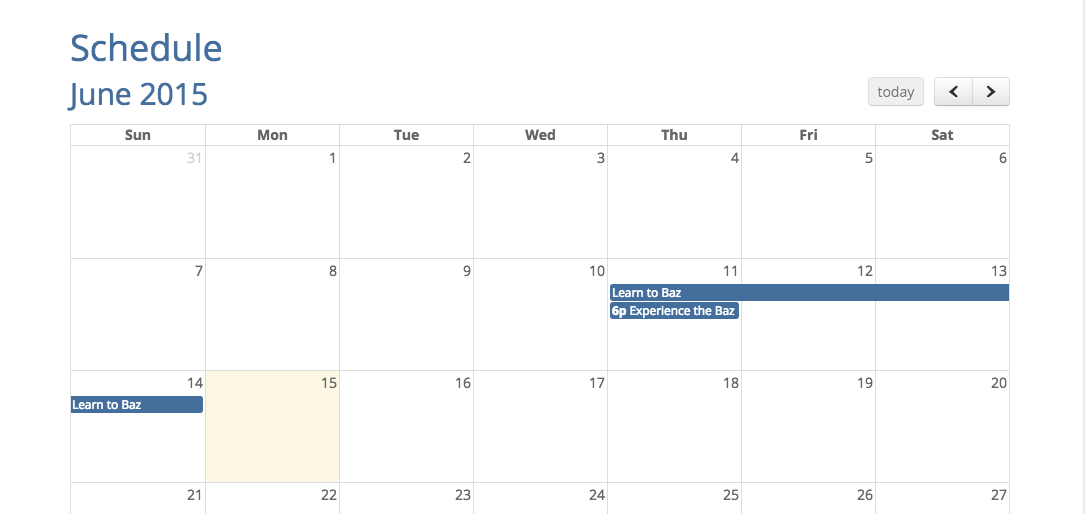 Schedule
June 2015
today
Sun Mon Tue Wed Thu Fri Sat
31 1 2 3 4 5 6
7 8 9 10 11 12 13
Learn to Baz
6p Experience the Baz
14 15 16 17 18 19 20
Learn to Baz
21 22 23 24 25 26 27